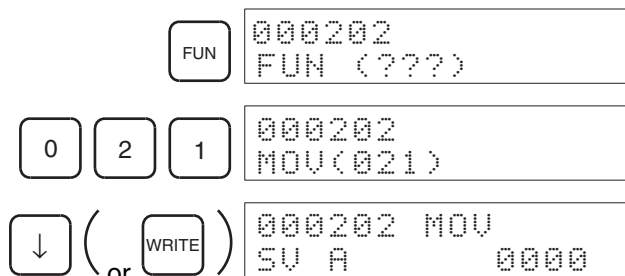 000202
FUN FUN (???)
000202
0 2 1 MOV(021)
000202 MOV
↓ ( or WRITE ) SV A 0000